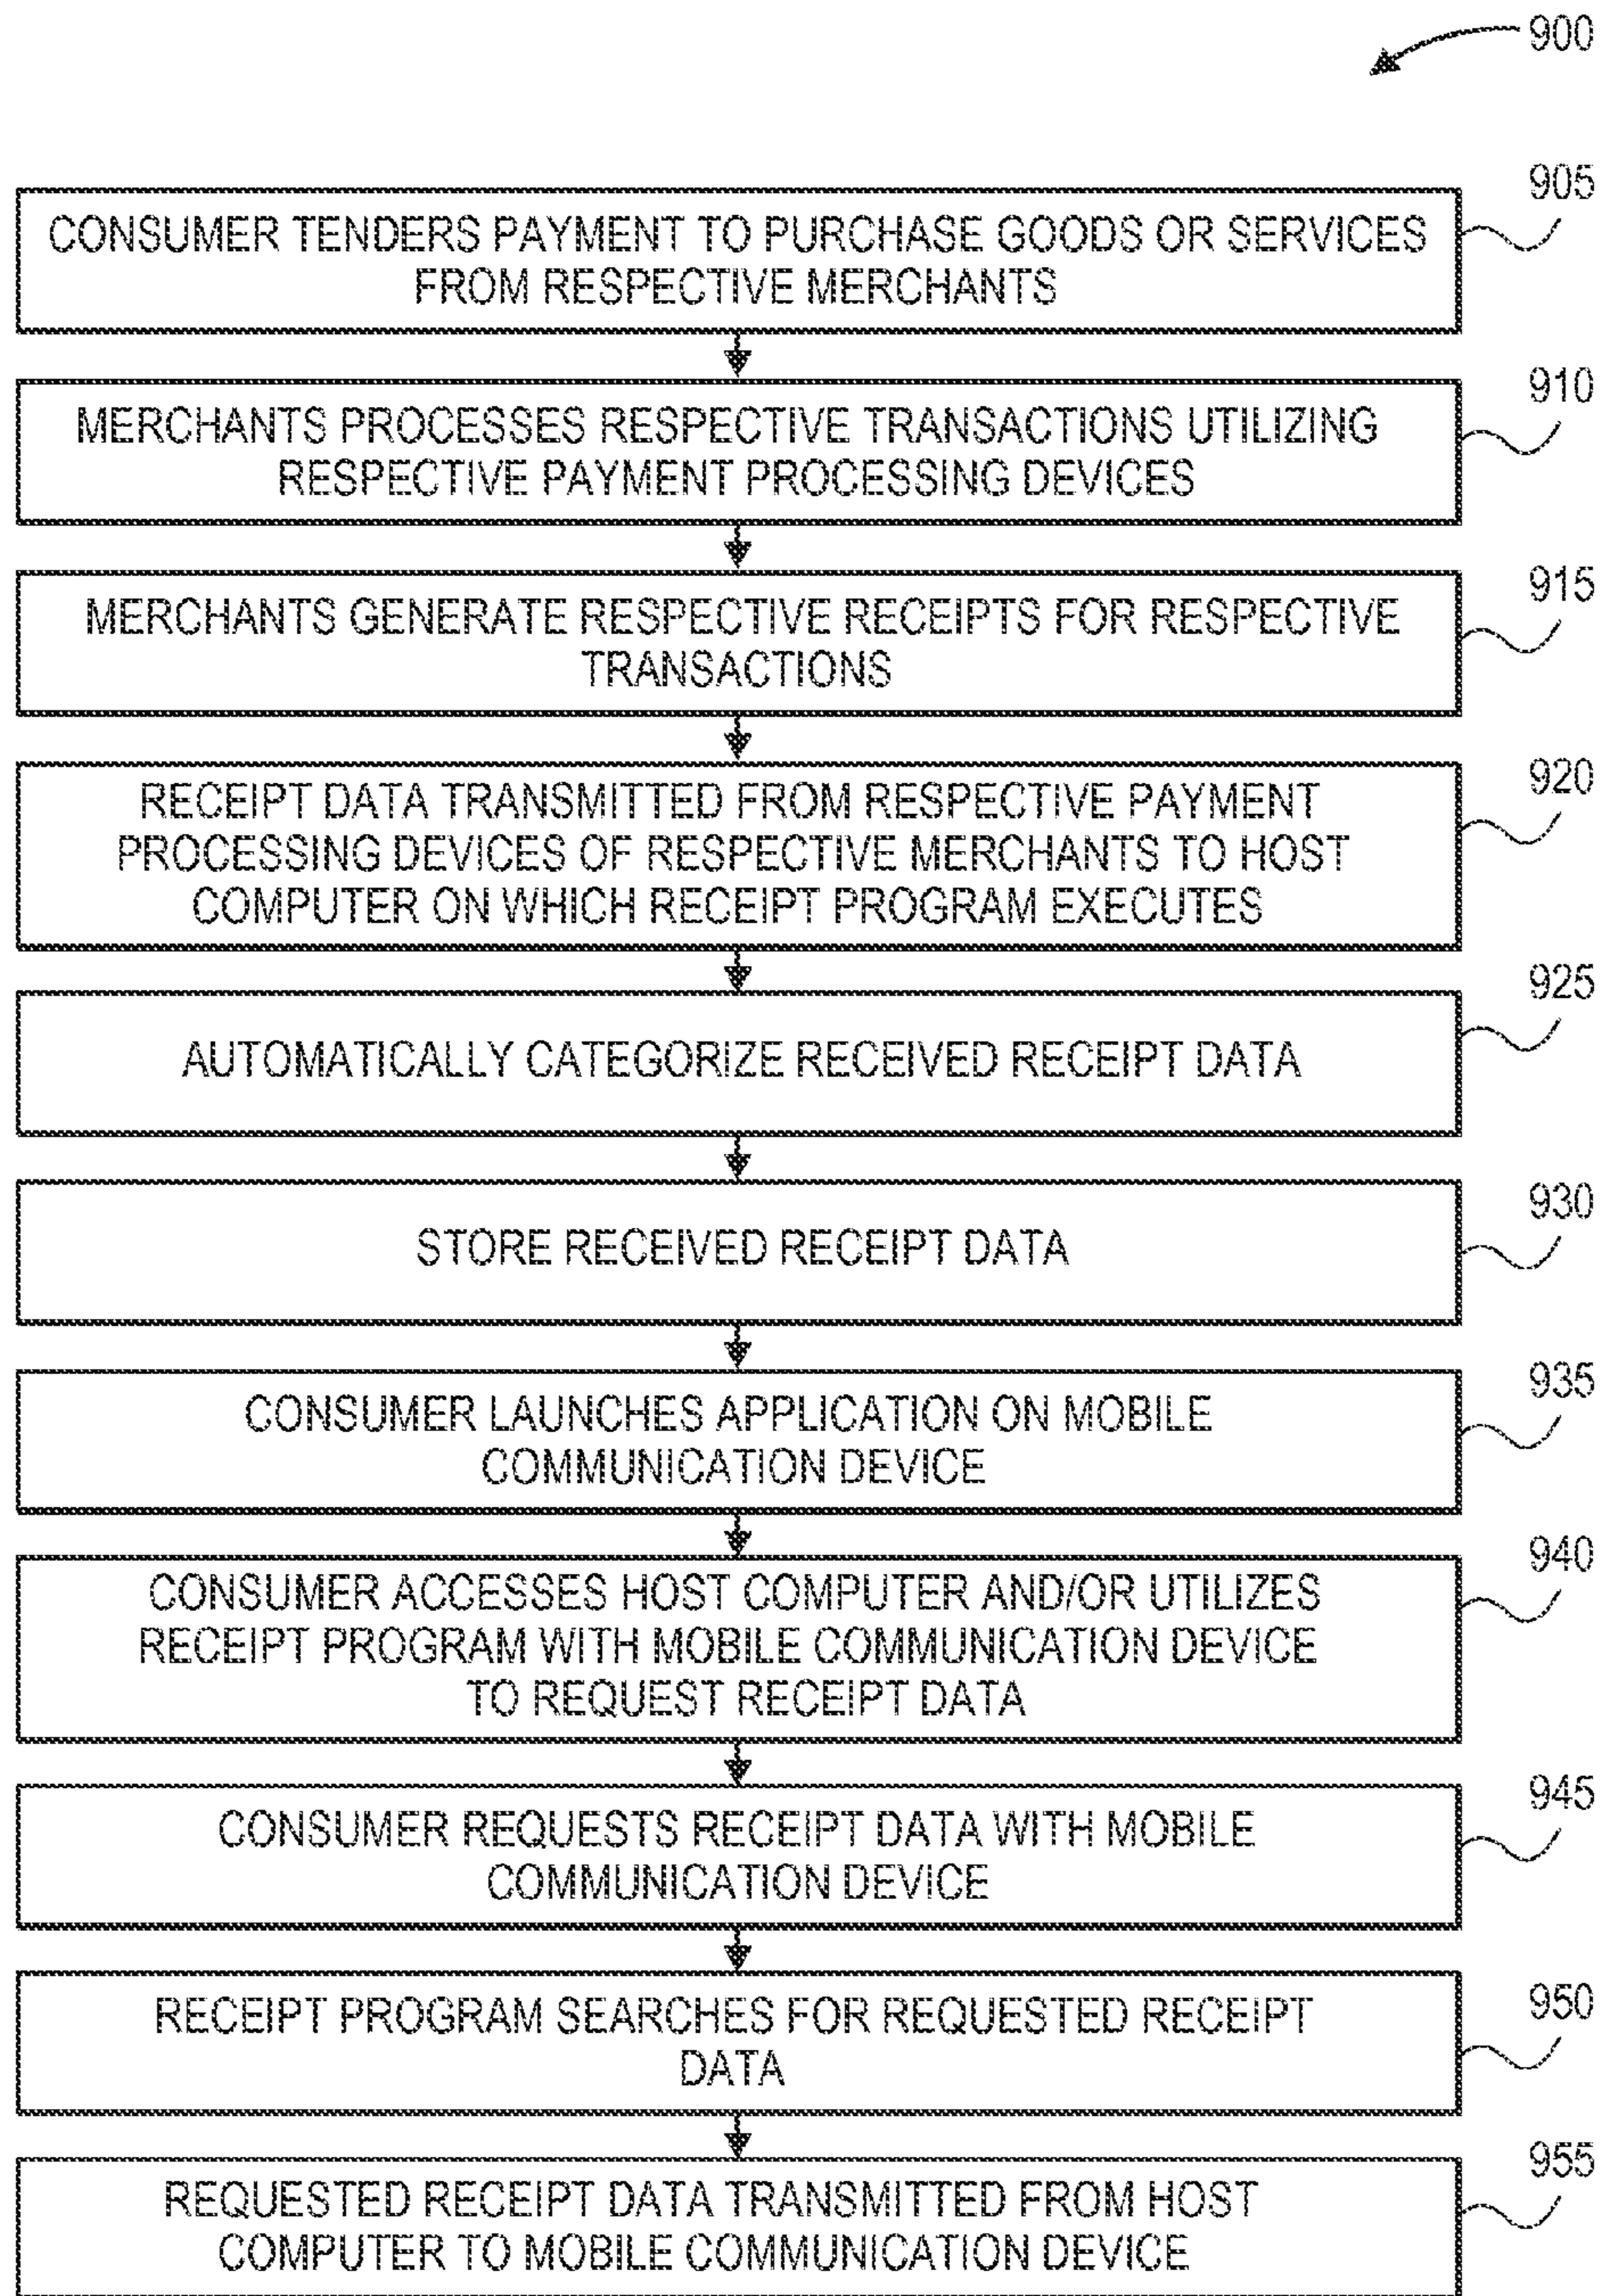 900
905
CONSUMER TENDERS PAYMENT TO PURCHASE GOODS OR SERVICES
FROM RESPECTIVE MERCHANTS
910
MERCHANTS PROCESSES RESPECTIVE TRANSACTIONS UTILIZING
RESPECTIVE PAYMENT PROCESSING DEVICES
915
MERCHANTS GENERATE RESPECTIVE RECEIPTS FOR RESPECTIVE
TRANSACTIONS
920
RECEIPT DATA TRANSMITTED FROM RESPECTIVE PAYMENT
PROCESSING DEVICES OF RESPECTIVE MERCHANTS TO HOST
COMPUTER ON WHICH RECEIPT PROGRAM EXECUTES
925
AUTOMATICALLY CATEGORIZE RECEIVED RECEIPT DATA
930
STORE RECEIVED RECEIPT DATA
935
CONSUMER LAUNCHES APPLICATION ON MOBILE
COMMUNICATION DEVICE
940
CONSUMER ACCESSES HOST COMPUTER AND/OR UTILIZES
RECEIPT PROGRAM WITH MOBILE COMMUNICATION DEVICE
TO REQUEST RECEIPT DATA
945
CONSUMER REQUESTS RECEIPT DATA WITH MOBILE
COMMUNICATION DEVICE
950
RECEIPT PROGRAM SEARCHES FOR REQUESTED RECEIPT
DATA
955
REQUESTED RECEIPT DATA TRANSMITTED FROM HOST
COMPUTER TO MOBILE COMMUNICATION DEVICE